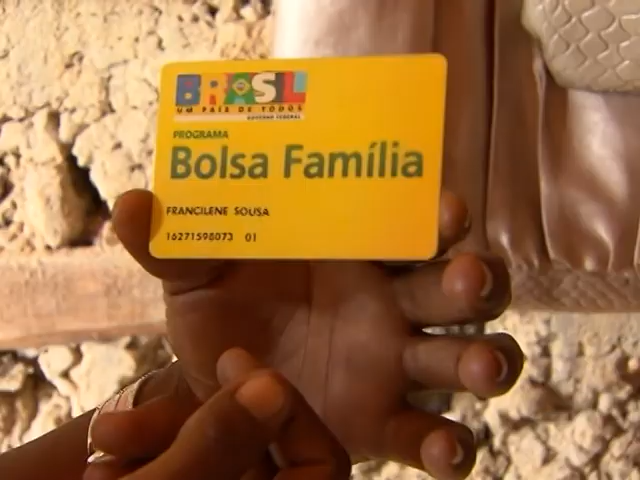 BRASIL
UM PAÍS DE TODOS
GOVERNO FEDERAL
PROGRAMA
Bolsa Família
FRANCILENE SOUSA
16271598073 01